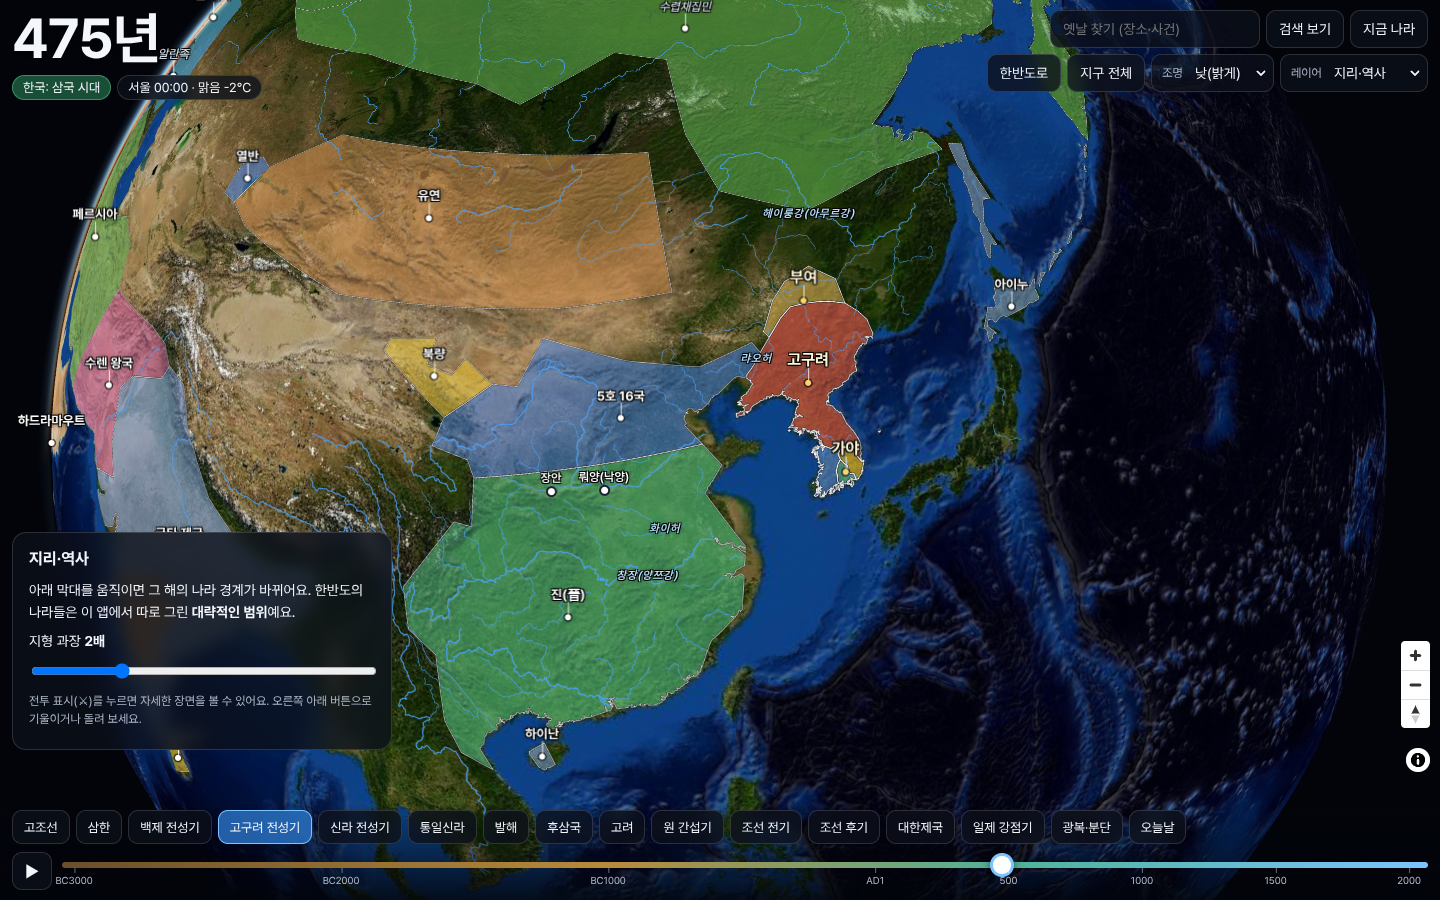 475년
한국: 삼국 시대
서울 00:00 · 맑음 -2°C
옛날 찾기 (장소·사건)
검색 보기
지금 나라
한반도로
지구 전체
조명 낮(밝게)
레이어 지리·역사
수렵채집민
알란족
열반
유연
페르시아
헤이룽강(아무르강)
부여
아이누
수렌 왕국
북량
랴오허
고구려
5호 16국
하드라마우트
가야
장안
뤄양(낙양)
화이허
창장(양쯔강)
진(晉)
하이난
지리·역사
아래 막대를 움직이면 그 해의 나라 경계가 바뀌어요. 한반도의
나라들은 이 앱에서 따로 그린 대략적인 범위예요.
지형 과장 2배
전투 표시(⚔)를 누르면 자세한 장면을 볼 수 있어요. 오른쪽 아래 버튼으로
기울이거나 돌려 보세요.
고조선
삼한
백제 전성기
고구려 전성기
신라 전성기
통일신라
발해
후삼국
고려
원 간섭기
조선 전기
조선 후기
대한제국
일제 강점기
광복·분단
오늘날
BC3000
BC2000
BC1000
AD1
500
1000
1500
2000